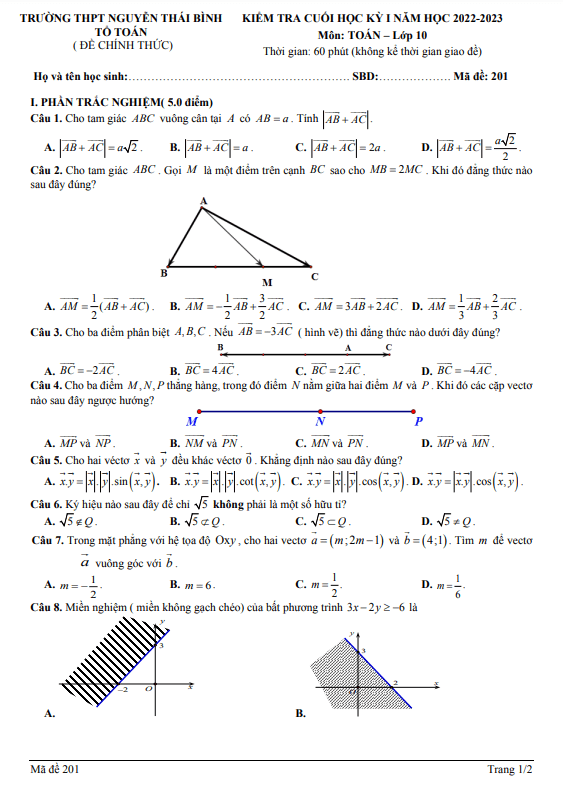 TRƯỜNG THPT NGUYỄN THÁI BÌNH KIỂM TRA CUỐI HỌC KỲ I NĂM HỌC 2022-2023
TỔ TOÁN Môn: TOÁN – Lớp 10
( ĐỀ CHÍNH THỨC) Thời gian: 60 phút (không kể thời gian giao đề)
Họ và tên học sinh:................................................ SBD:.................. Mã đề: 201
I. PHẦN TRẮC NGHIỆM( 5.0 điểm)
Câu 1. Cho tam giác ABC vuông cân tại A có AB = a. Tính |\overrightarrow{AB} + \overrightarrow{AC}|.
A. |\overrightarrow{AB} + \overrightarrow{AC}| = a√2. B. |\overrightarrow{AB} + \overrightarrow{AC}| = a. C. |\overrightarrow{AB} + \overrightarrow{AC}| = 2a. D. |\overrightarrow{AB} + \overrightarrow{AC}| = \frac{a√2}{2}.
Câu 2. Cho tam giác ABC. Gọi M là một điểm trên cạnh BC sao cho MB = 2MC. Khi đó đẳng thức nào
sau đây đúng?
A
B
M
C
A. \overrightarrow{AM} = \frac{1}{2}(\overrightarrow{AB} + \overrightarrow{AC}). B. \overrightarrow{AM} = -\frac{1}{2}\overrightarrow{AB} + \frac{3}{2}\overrightarrow{AC}. C. \overrightarrow{AM} = 3\overrightarrow{AB} + 2\overrightarrow{AC}. D. \overrightarrow{AM} = \frac{1}{3}\overrightarrow{AB} + \frac{2}{3}\overrightarrow{AC}.
Câu 3. Cho ba điểm phân biệt A, B, C. Nếu \overrightarrow{AB} = -3\overrightarrow{AC} ( hình vẽ) thì đẳng thức nào dưới đây đúng?
B A C
A. \overrightarrow{BC} = -2\overrightarrow{AC}. B. \overrightarrow{BC} = 4\overrightarrow{AC}. C. \overrightarrow{BC} = 2\overrightarrow{AC}. D. \overrightarrow{BC} = -4\overrightarrow{AC}.
Câu 4. Cho ba điểm M, N, P thẳng hàng, trong đó điểm N nằm giữa hai điểm M và P. Khi đó các cặp vectơ
nào sau đây ngược hướng?
M N P
A. \overrightarrow{MP} và \overrightarrow{NP}. B. \overrightarrow{NM} và \overrightarrow{PN}. C. \overrightarrow{MN} và \overrightarrow{PN}. D. \overrightarrow{MP} và \overrightarrow{MN}.
Câu 5. Cho hai véctơ \vec{x} và \vec{y} đều khác véctơ \vec{0}. Khẳng định nào sau đây đúng?
A. \vec{x}.\vec{y} = |\vec{x}|.|\vec{y}|.sin(\vec{x}, \vec{y}). B. \vec{x}.\vec{y} = |\vec{x}|.|\vec{y}|.cot(\vec{x}, \vec{y}). C. \vec{x}.\vec{y} = |\vec{x}|.|\vec{y}|.cos(\vec{x}, \vec{y}). D. \vec{x}.\vec{y} = |\vec{x}.\vec{y}|.cos(\vec{x}, \vec{y}).
Câu 6. Ký hiệu nào sau đây để chỉ √5 không phải là một số hữu tỉ?
A. √5 ∉ Q. B. √5 ⊄ Q. C. √5 ⊂ Q. D. √5 ≠ Q.
Câu 7. Trong mặt phẳng với hệ tọa độ Oxy, cho hai vectơ \vec{a} = (m; 2m − 1) và \vec{b} = (4; 1). Tìm m để vectơ
\vec{a} vuông góc với \vec{b}.
A. m = -\frac{1}{2}. B. m = 6. C. m = \frac{1}{2}. D. m = \frac{1}{6}.
Câu 8. Miền nghiệm ( miền không gạch chéo) của bất phương trình 3x − 2y ≥ −6 là
y
3
−2 O x
A.
y
3
O 2 x
B.
Mã đề 201 Trang 1/2